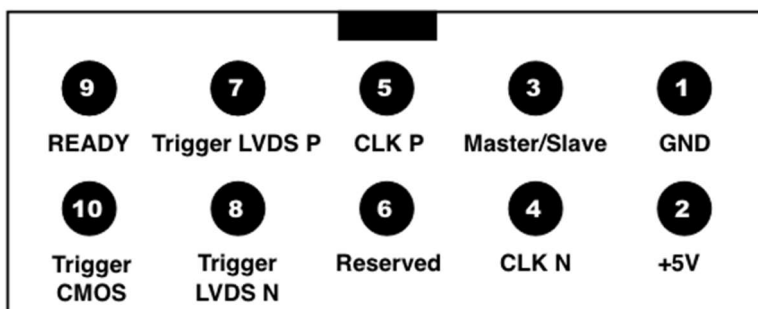 9 7 5 3 1
READY Trigger LVDS P CLK P Master/Slave GND
10 8 6 4 2
Trigger Trigger Reserved CLK N +5V
CMOS LVDS N